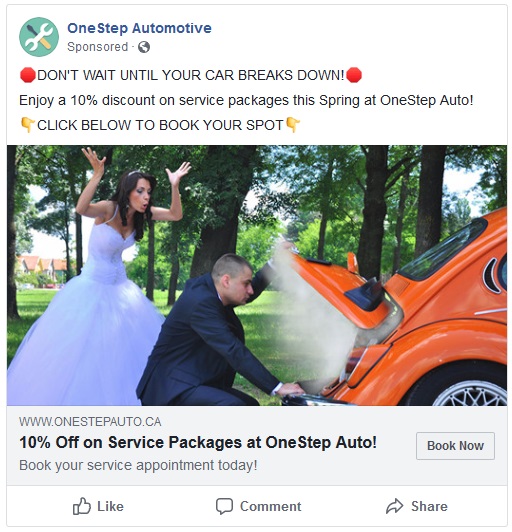 OneStep Automotive
Sponsored ·
🛑DON'T WAIT UNTIL YOUR CAR BREAKS DOWN!🛑
Enjoy a 10% discount on service packages this Spring at OneStep Auto!
👇CLICK BELOW TO BOOK YOUR SPOT👇
WWW.ONESTEPAUTO.CA
10% Off on Service Packages at OneStep Auto!
Book Now
Book your service appointment today!
Like Comment Share